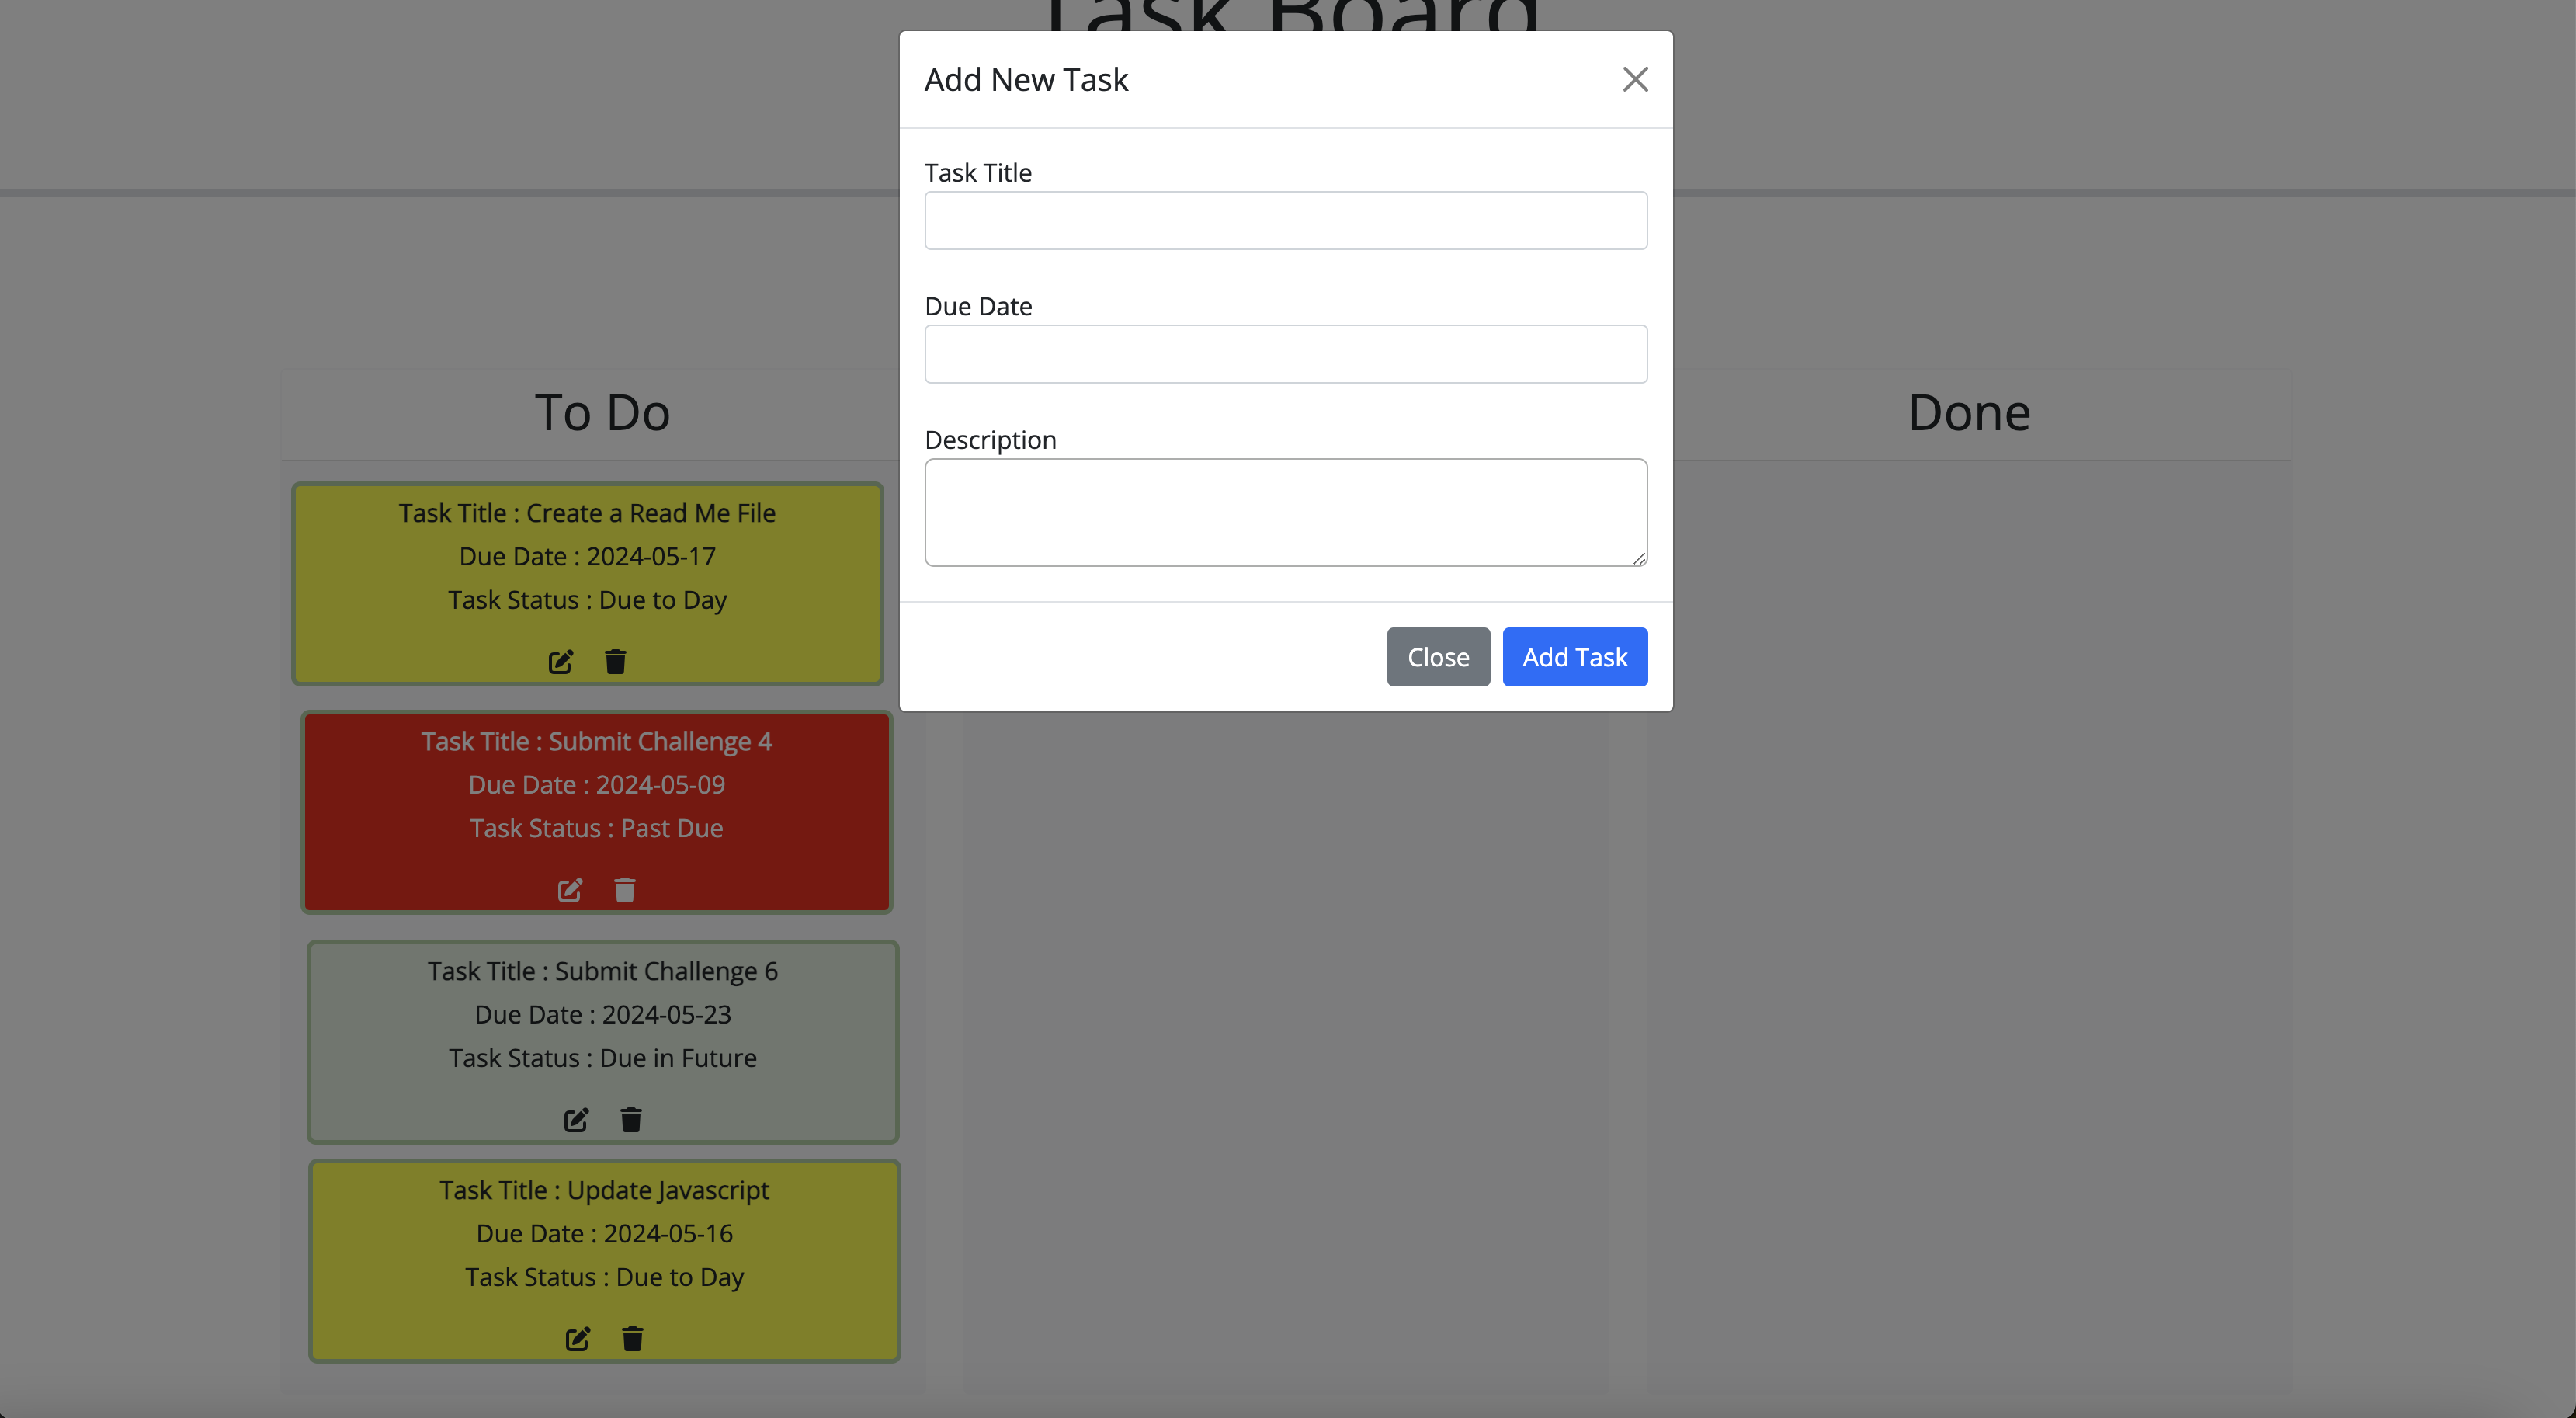 Task Board
Add New Task
Task Title
Due Date
Description
Close
Add Task
To Do
Task Title : Create a Read Me File
Due Date : 2024-05-17
Task Status : Due to Day
Task Title : Submit Challenge 4
Due Date : 2024-05-09
Task Status : Past Due
Task Title : Submit Challenge 6
Due Date : 2024-05-23
Task Status : Due in Future
Task Title : Update Javascript
Due Date : 2024-05-16
Task Status : Due to Day
Done